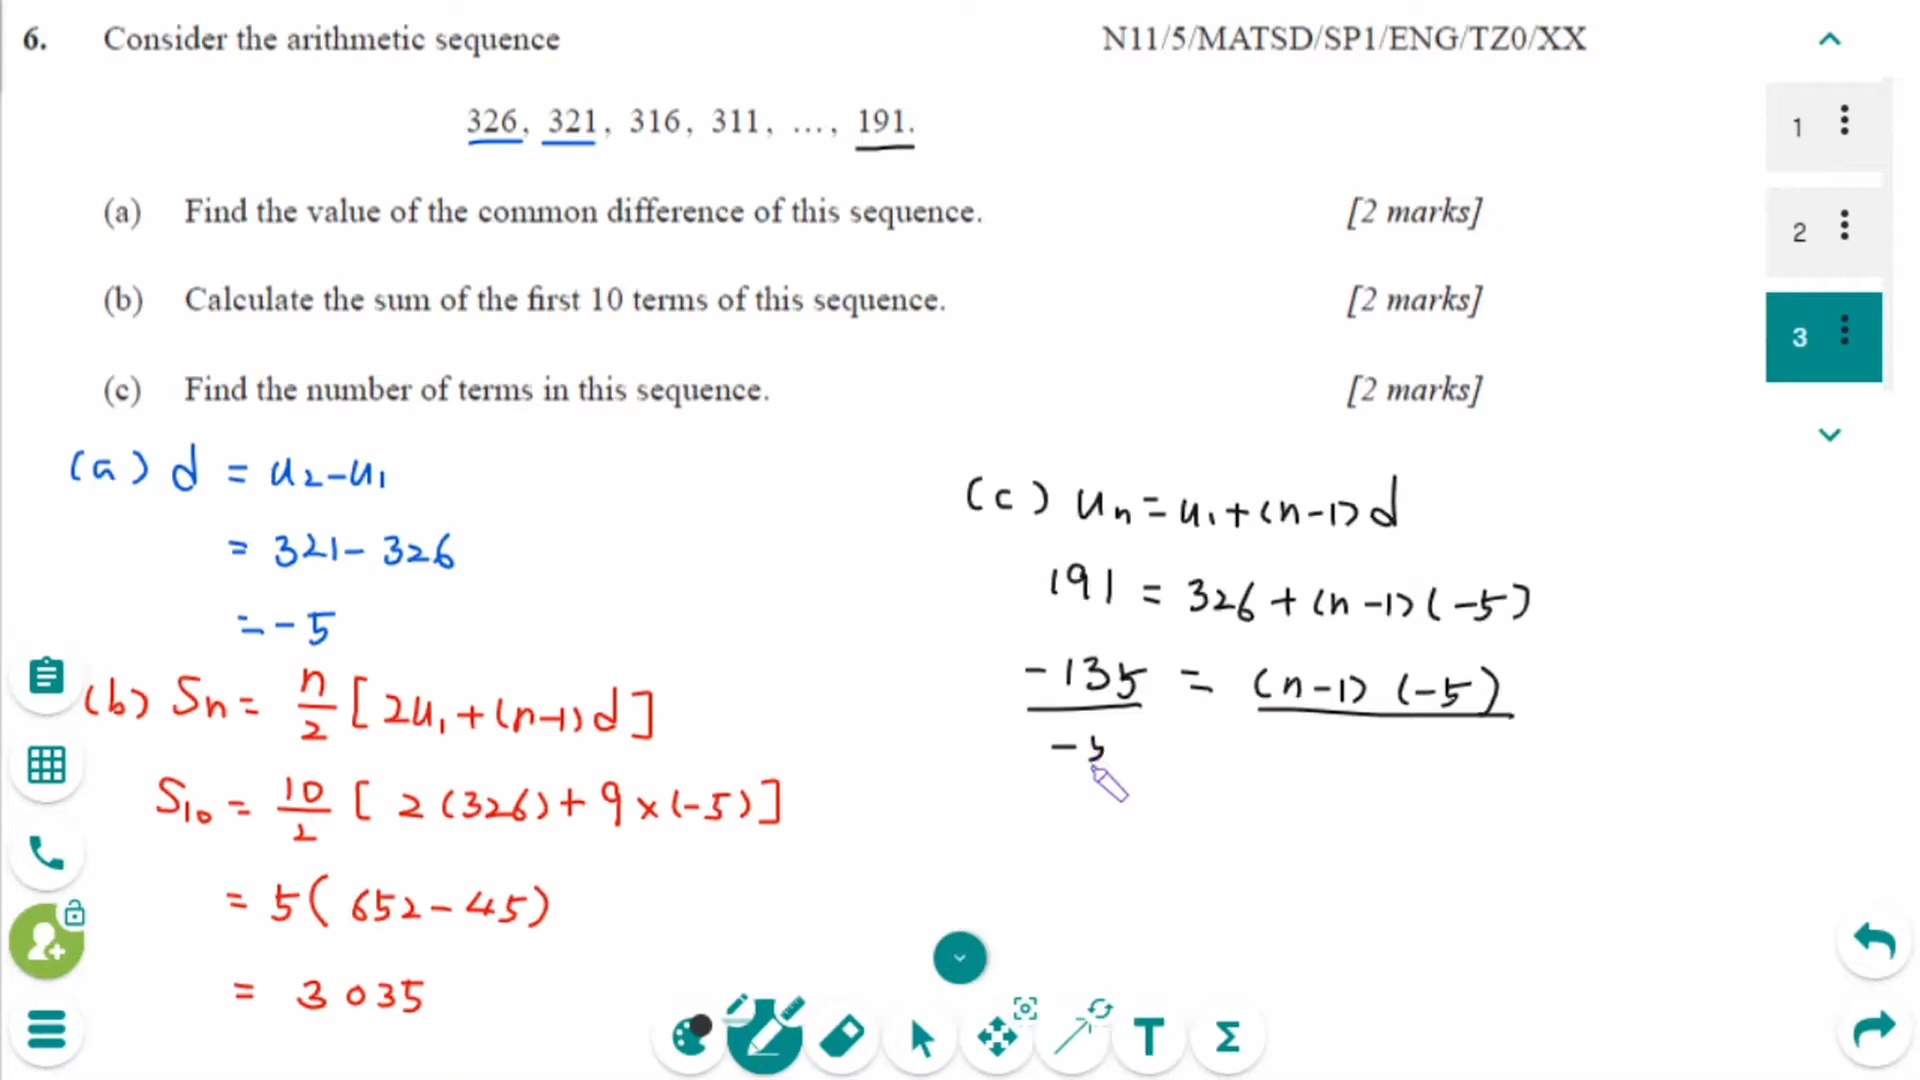 6. Consider the arithmetic sequence N11/5/MATSD/SP1/ENG/TZ0/XX
326, 321, 316, 311, ..., 191.
(a) Find the value of the common difference of this sequence. [2 marks]
(b) Calculate the sum of the first 10 terms of this sequence. [2 marks]
(c) Find the number of terms in this sequence. [2 marks]
1
2
3
(a) d = u₂-u₁
= 321-326
= -5
(b) Sn = n/2 [2u₁+(n-1)d]
S₁₀ = 10/2 [2(326)+9×(-5)]
= 5(652-45)
= 3035
(c) uₙ = u₁+(n-1)d
191 = 326+(n-1)(-5)
-135 = (n-1)(-5)
-5
T Σ